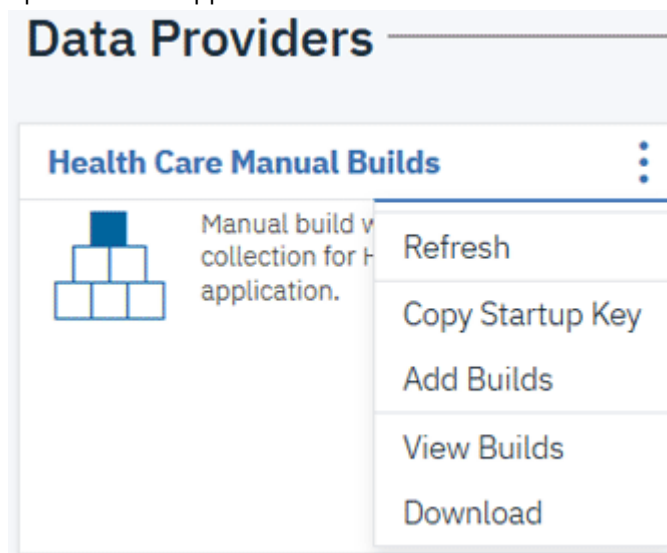 Data Providers
Health Care Manual Builds
Manual build
collection for
application.
Refresh
Copy Startup Key
Add Builds
View Builds
Download